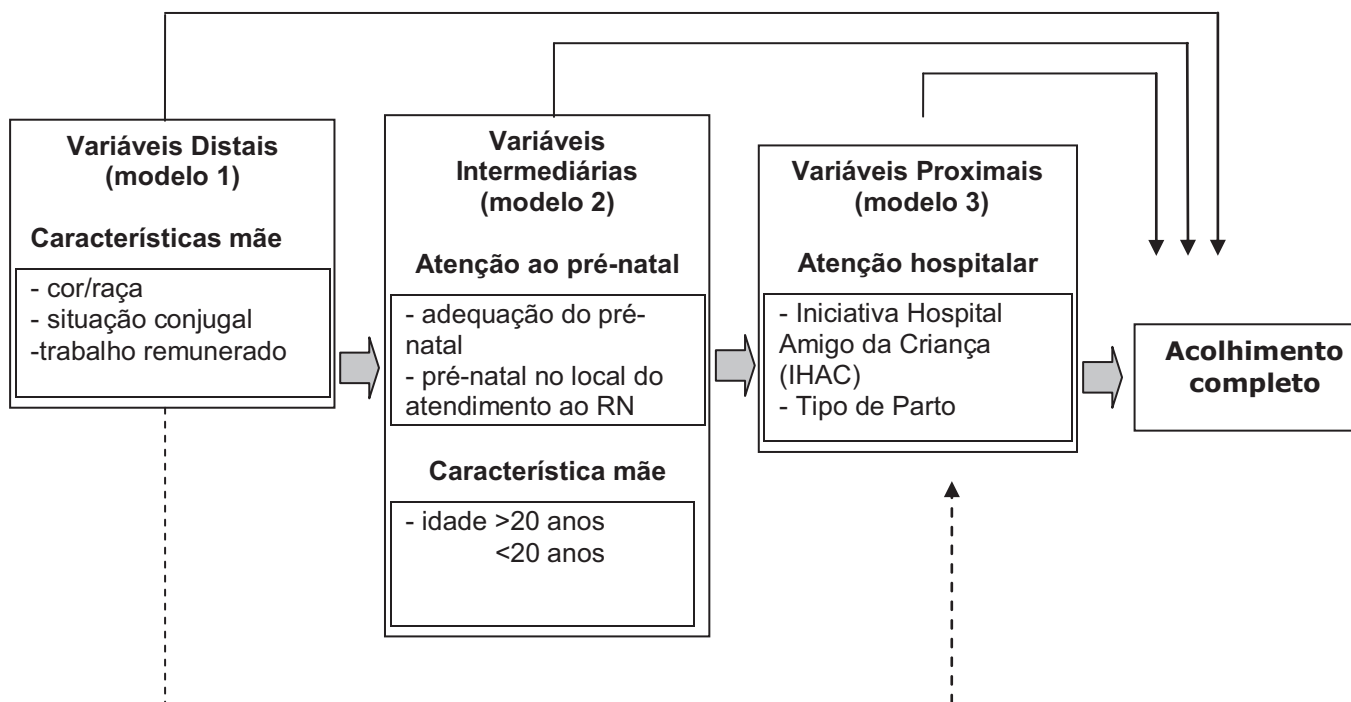 Variáveis Distais
(modelo 1)
Características mãe
- cor/raça
- situação conjugal
-trabalho remunerado
Variáveis
Intermediárias
(modelo 2)
Atenção ao pré-natal
- adequação do pré-
natal
- pré-natal no local do
atendimento ao RN
Característica mãe
- idade >20 anos
<20 anos
Variáveis Proximais
(modelo 3)
Atenção hospitalar
- Iniciativa Hospital
Amigo da Criança
(IHAC)
- Tipo de Parto
Acolhimento
completo